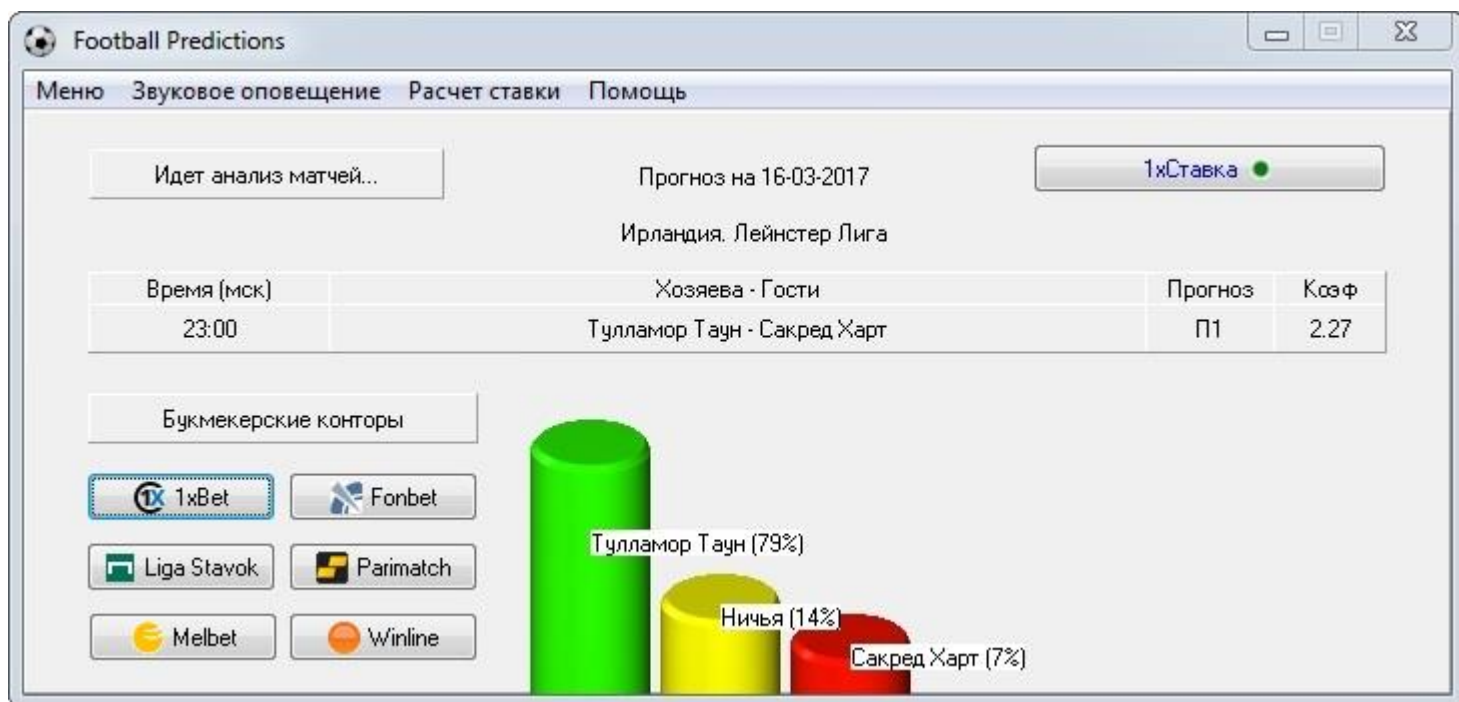 Football Predictions
Меню Звуковое оповещение Расчет ставки Помощь
Идет анализ матчей...
Прогноз на 16-03-2017
1хСтавка
Ирландия. Лейнстер Лига
Время (мск) Хозяева - Гости Прогноз Коэф
23:00 Тулламор Таун - Сакред Харт П1 2.27
Букмекерские конторы
1X 1xBet Fonbet
Liga Stavok Parimatch
Melbet Winline
Тулламор Таун (79%)
Ничья (14%)
Сакред Харт (7%)